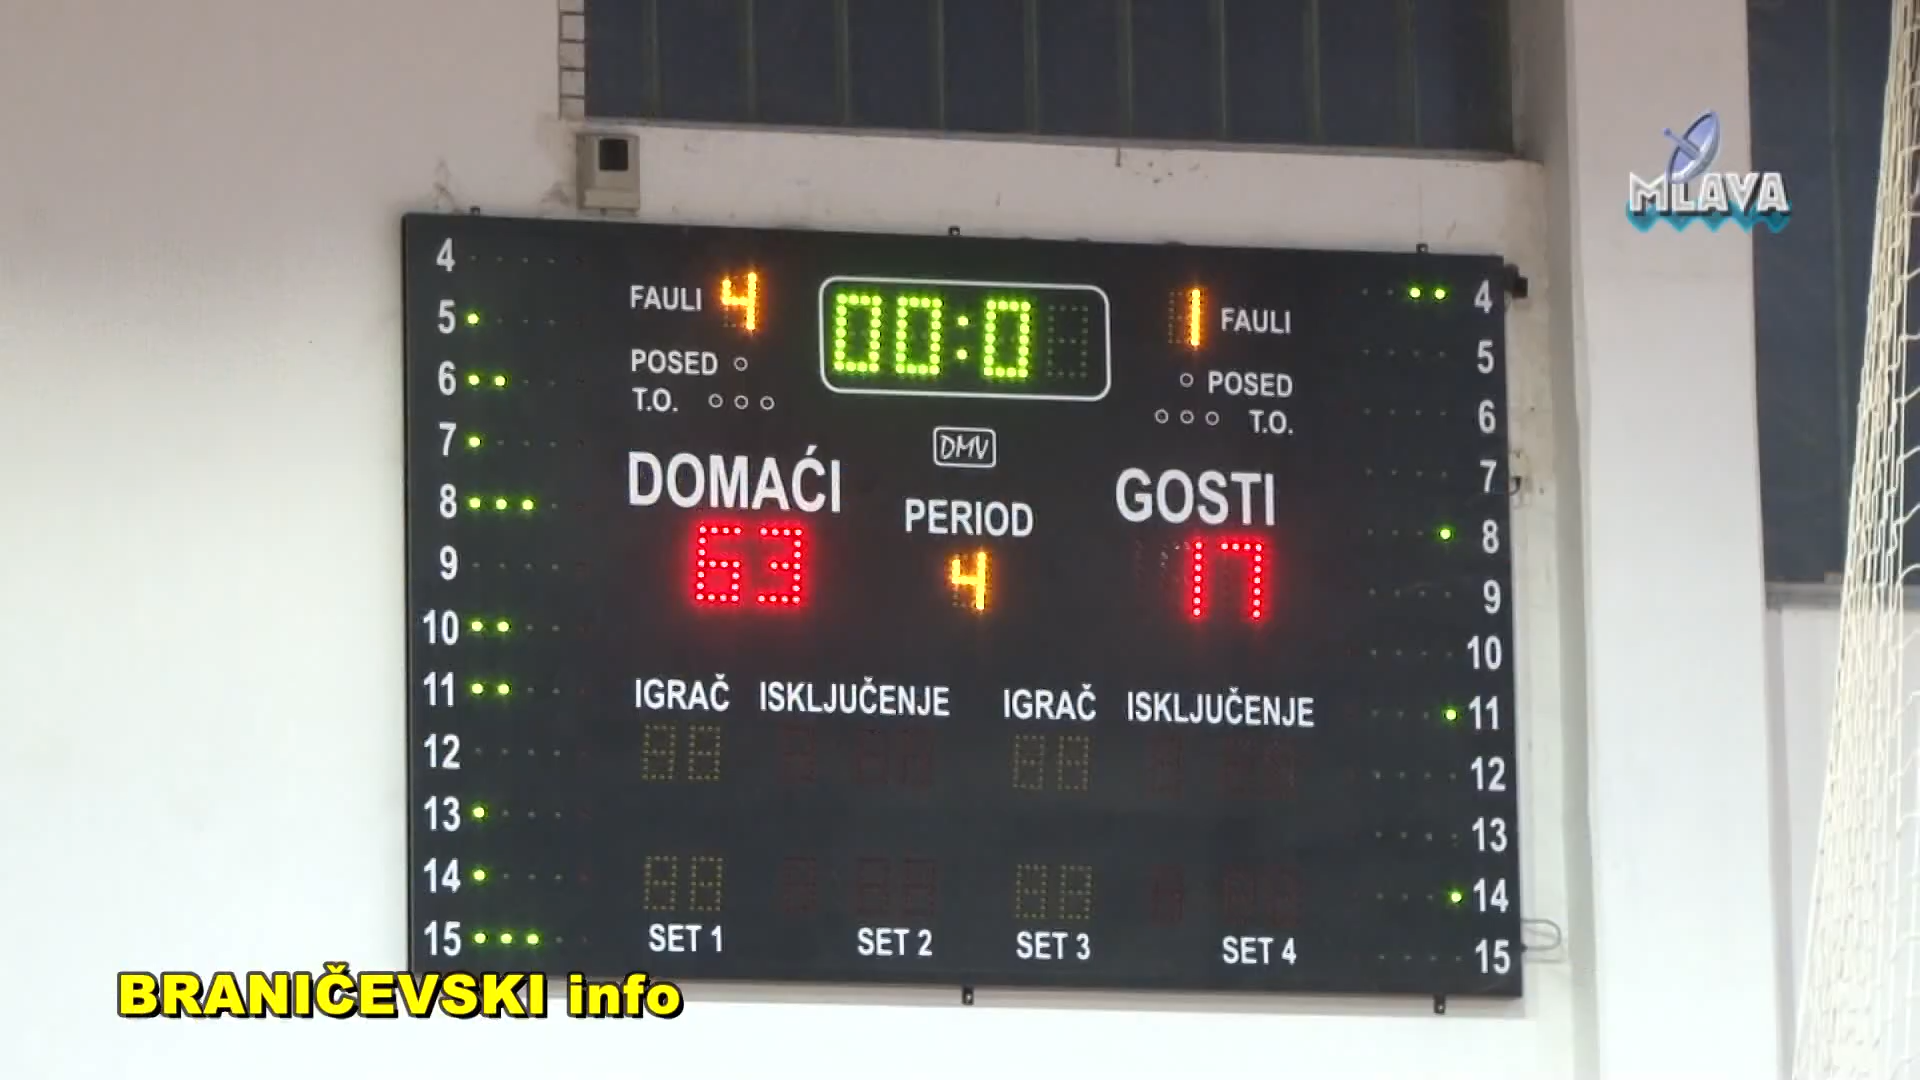 MLAVA
4
5
6
7
8
9
10
11
12
13
14
15
FAULI 4
00:0
1 FAULI
POSED
POSED
T.O.
T.O.
DMV
DOMAĆI
PERIOD
GOSTI
63
4
17
IGRAČ ISKLJUČENJE IGRAČ ISKLJUČENJE
SET 1 SET 2 SET 3 SET 4
4
5
6
7
8
9
10
11
12
13
14
15
BRANIČEVSKI info